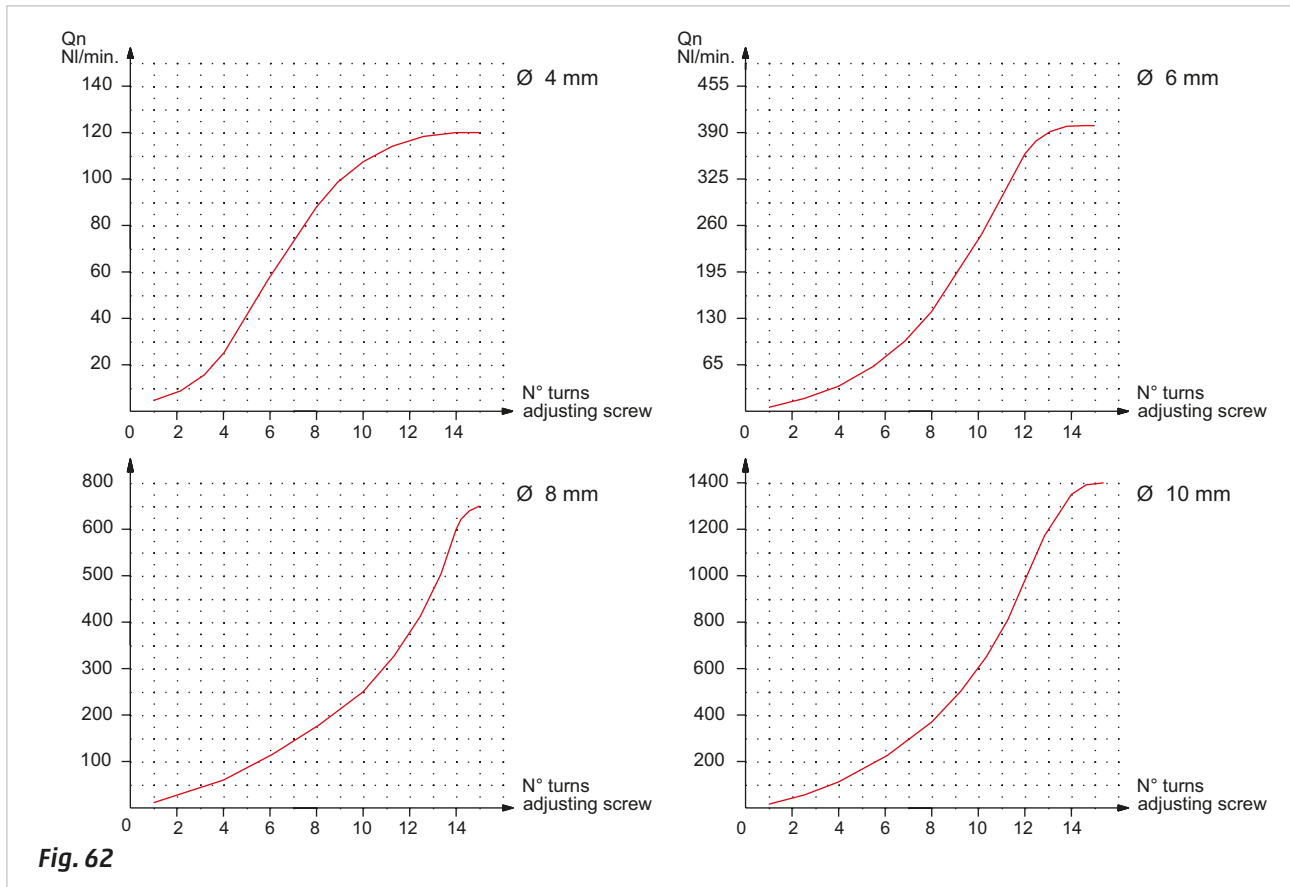 Qn
Nl/min.
140
120
100
80
60
40
20
0 2 4 6 8 10 12 14
N° turns
adjusting screw
Ø 4 mm
Qn
Nl/min.
455
390
325
260
195
130
65
0 2 4 6 8 10 12 14
N° turns
adjusting screw
Ø 6 mm
800
600
500
400
300
200
100
0 2 4 6 8 10 12 14
N° turns
adjusting screw
Ø 8 mm
1400
1200
1000
800
600
400
200
0 2 4 6 8 10 12 14
N° turns
adjusting screw
Ø 10 mm
Fig. 62